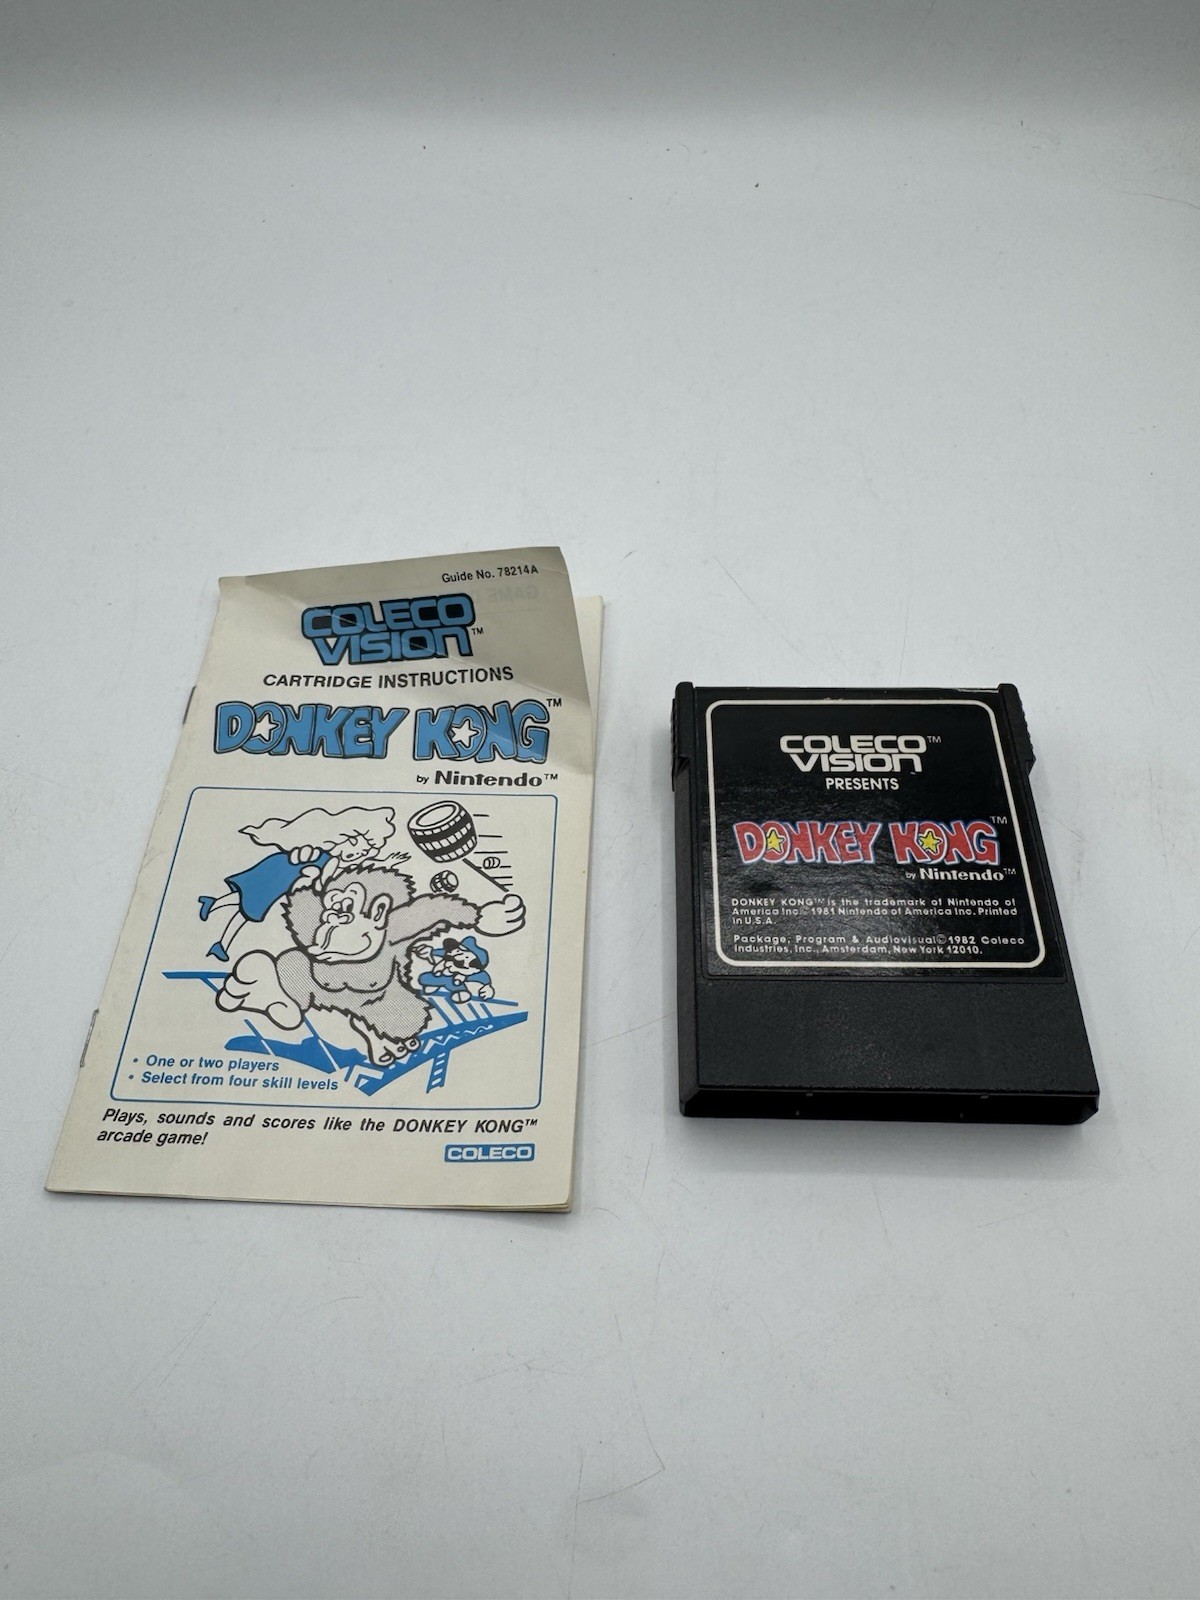 Guide No. 78214A
COLECO
VISION™
CARTRIDGE INSTRUCTIONS
DONKEY KONG™
by Nintendo™
• One or two players
• Select from four skill levels
Plays, sounds and scores like the DONKEY KONG™
arcade game!
COLECO
COLECO™
VISION
PRESENTS
DONKEY KONG™
by Nintendo™
DONKEY KONG™ is the trademark of Nintendo of
America Inc. 1981 Nintendo of America Inc. Printed
in U.S.A.
Package, Program & Audiovisual © 1982 Coleco
Industries, Inc., Amsterdam, New York 12010.